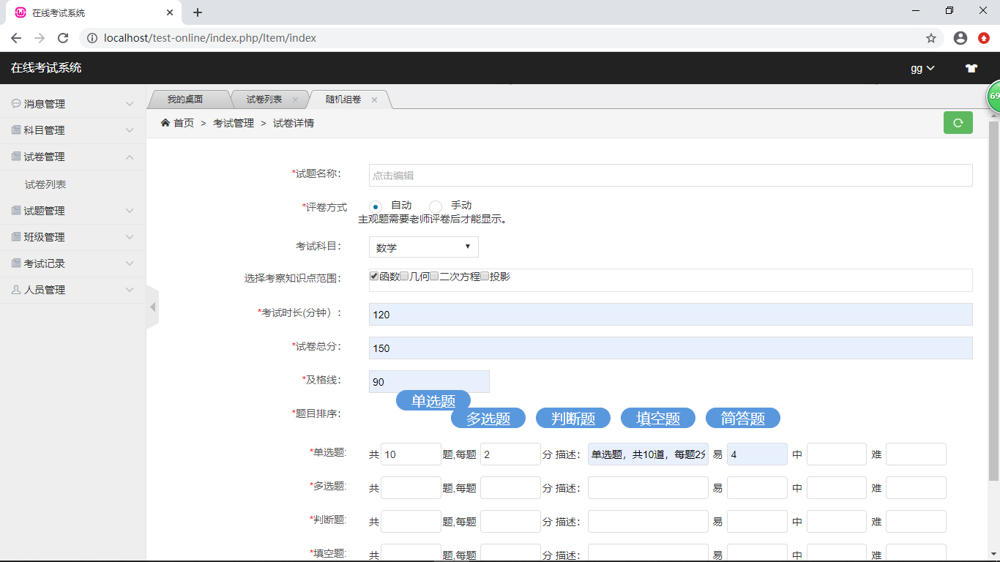 在线考试系统
localhost/test-online/index.php/Item/index
在线考试系统
gg
69
消息管理
科目管理
试卷管理
试卷列表
试题管理
班级管理
考试记录
人员管理
我的桌面 试卷列表 随机组卷
首页 > 考试管理 > 试卷详情
*试题名称： 点击编辑
*评卷方式 自动 手动
主观题需要老师评卷后才能显示。
考试科目： 数学
选择考察知识点范围： 函数 几何 二次方程 投影
*考试时长(分钟）： 120
*试卷总分： 150
*及格线： 90
*题目排序： 单选题 多选题 判断题 填空题 简答题
*单选题: 共 10 题,每题 2 分 描述： 单选题，共10道，每题2分 易 4 中 难
*多选题: 共 题,每题 分 描述： 易 中 难
*判断题: 共 题,每题 分 描述： 易 中 难
*填空题: 共 题,每题 分 描述： 易 中 难